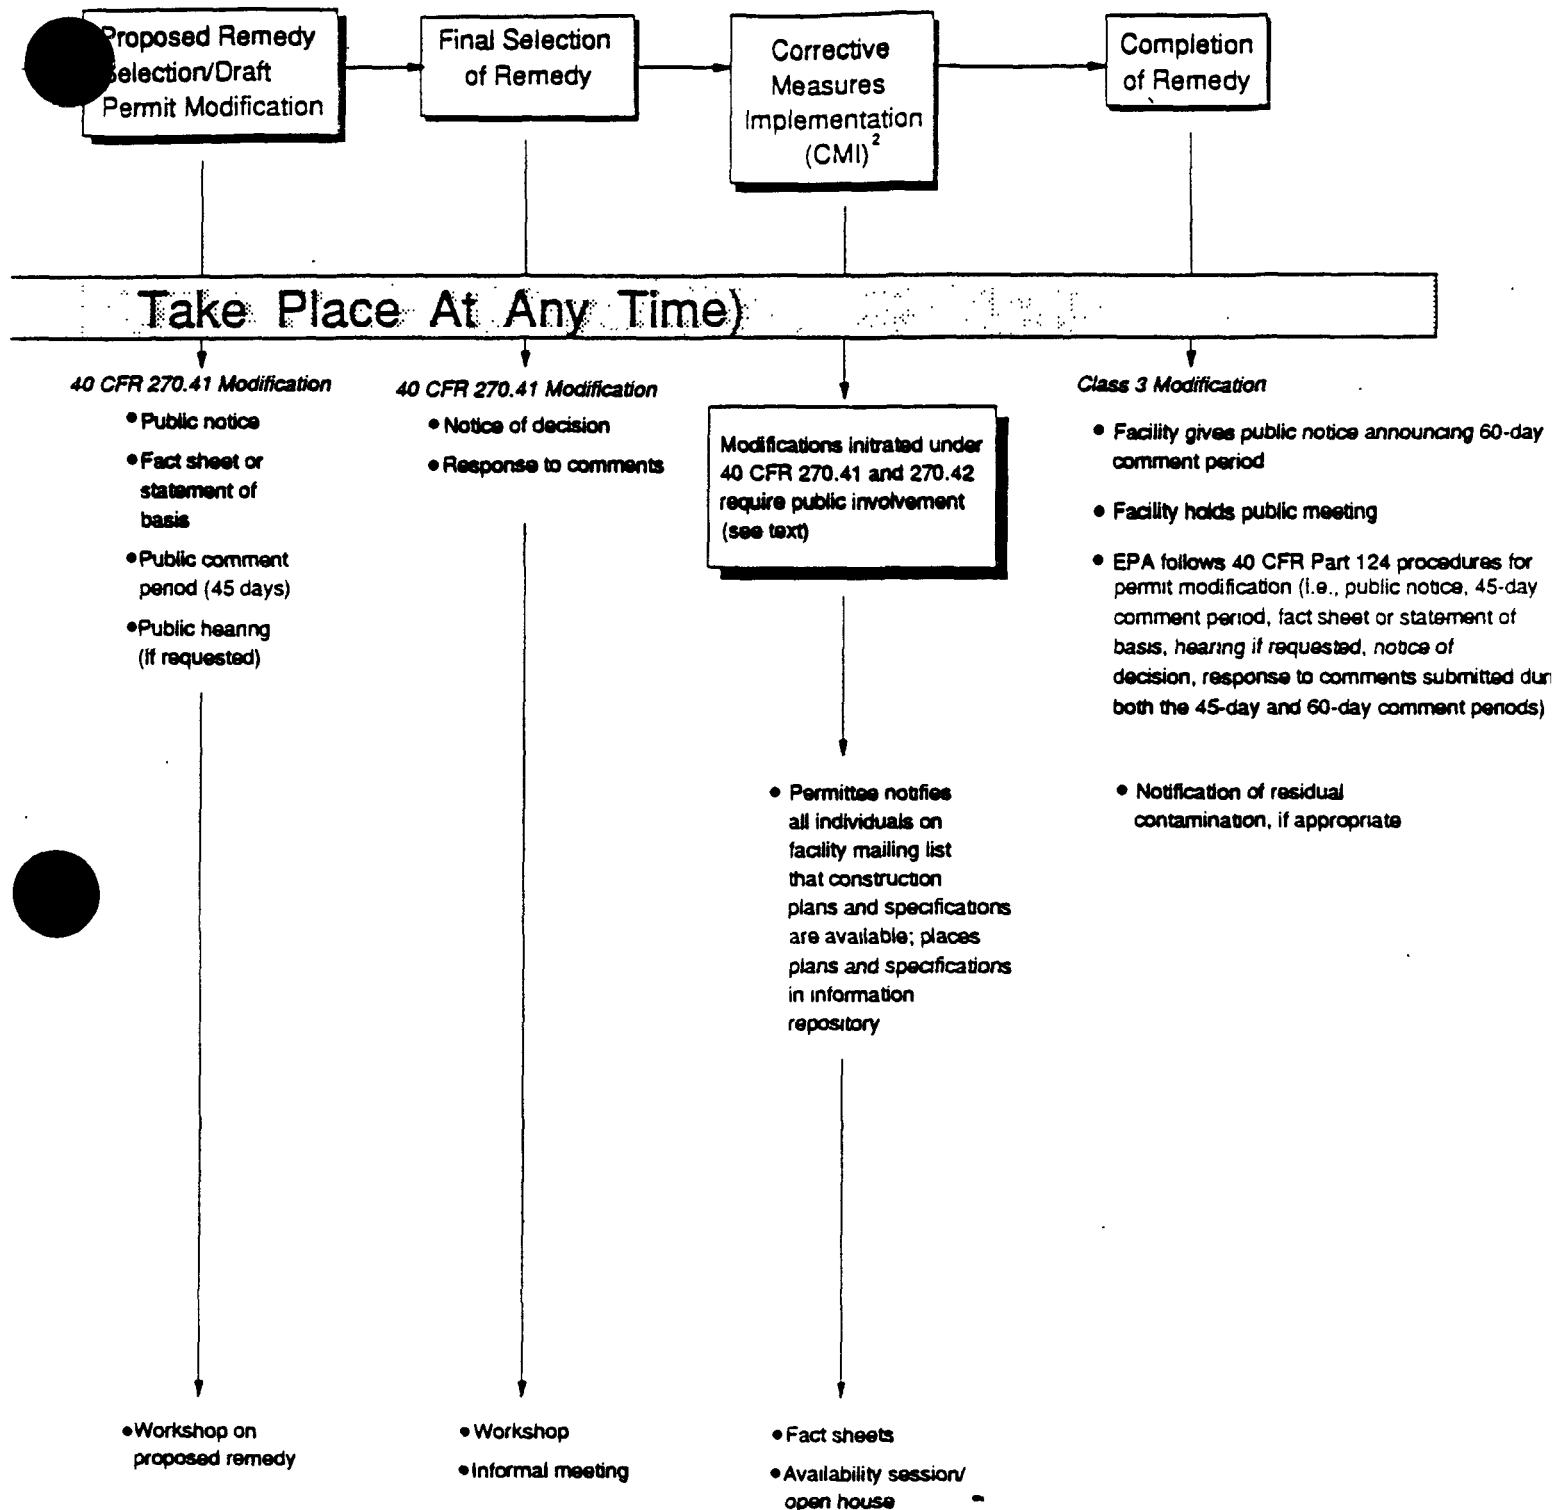 Proposed Remedy
Selection/Draft
Permit Modification
Final Selection
of Remedy
Corrective
Measures
Implementation
(CMI)2
Completion
of Remedy
Take Place At Any Time)
40 CFR 270.41 Modification
• Public notice
• Fact sheet or
statement of
basis
• Public comment
period (45 days)
• Public hearing
(if requested)
40 CFR 270.41 Modification
• Notice of decision
• Response to comments
Modifications initrated under
40 CFR 270.41 and 270.42
require public involvement
(see text)
Class 3 Modification
• Facility gives public notice announcing 60-day
comment period
• Facility holds public meeting
• EPA follows 40 CFR Part 124 procedures for
permit modification (i.e., public notice, 45-day
comment period, fact sheet or statement of
basis, hearing if requested, notice of
decision, response to comments submitted dur
both the 45-day and 60-day comment periods)
• Permittee notifies
all individuals on
facility mailing list
that construction
plans and specifications
are available; places
plans and specifications
in information
repository
• Notification of residual
contamination, if appropriate
• Workshop on
proposed remedy
• Workshop
• Informal meeting
• Fact sheets
• Availability session/
open house